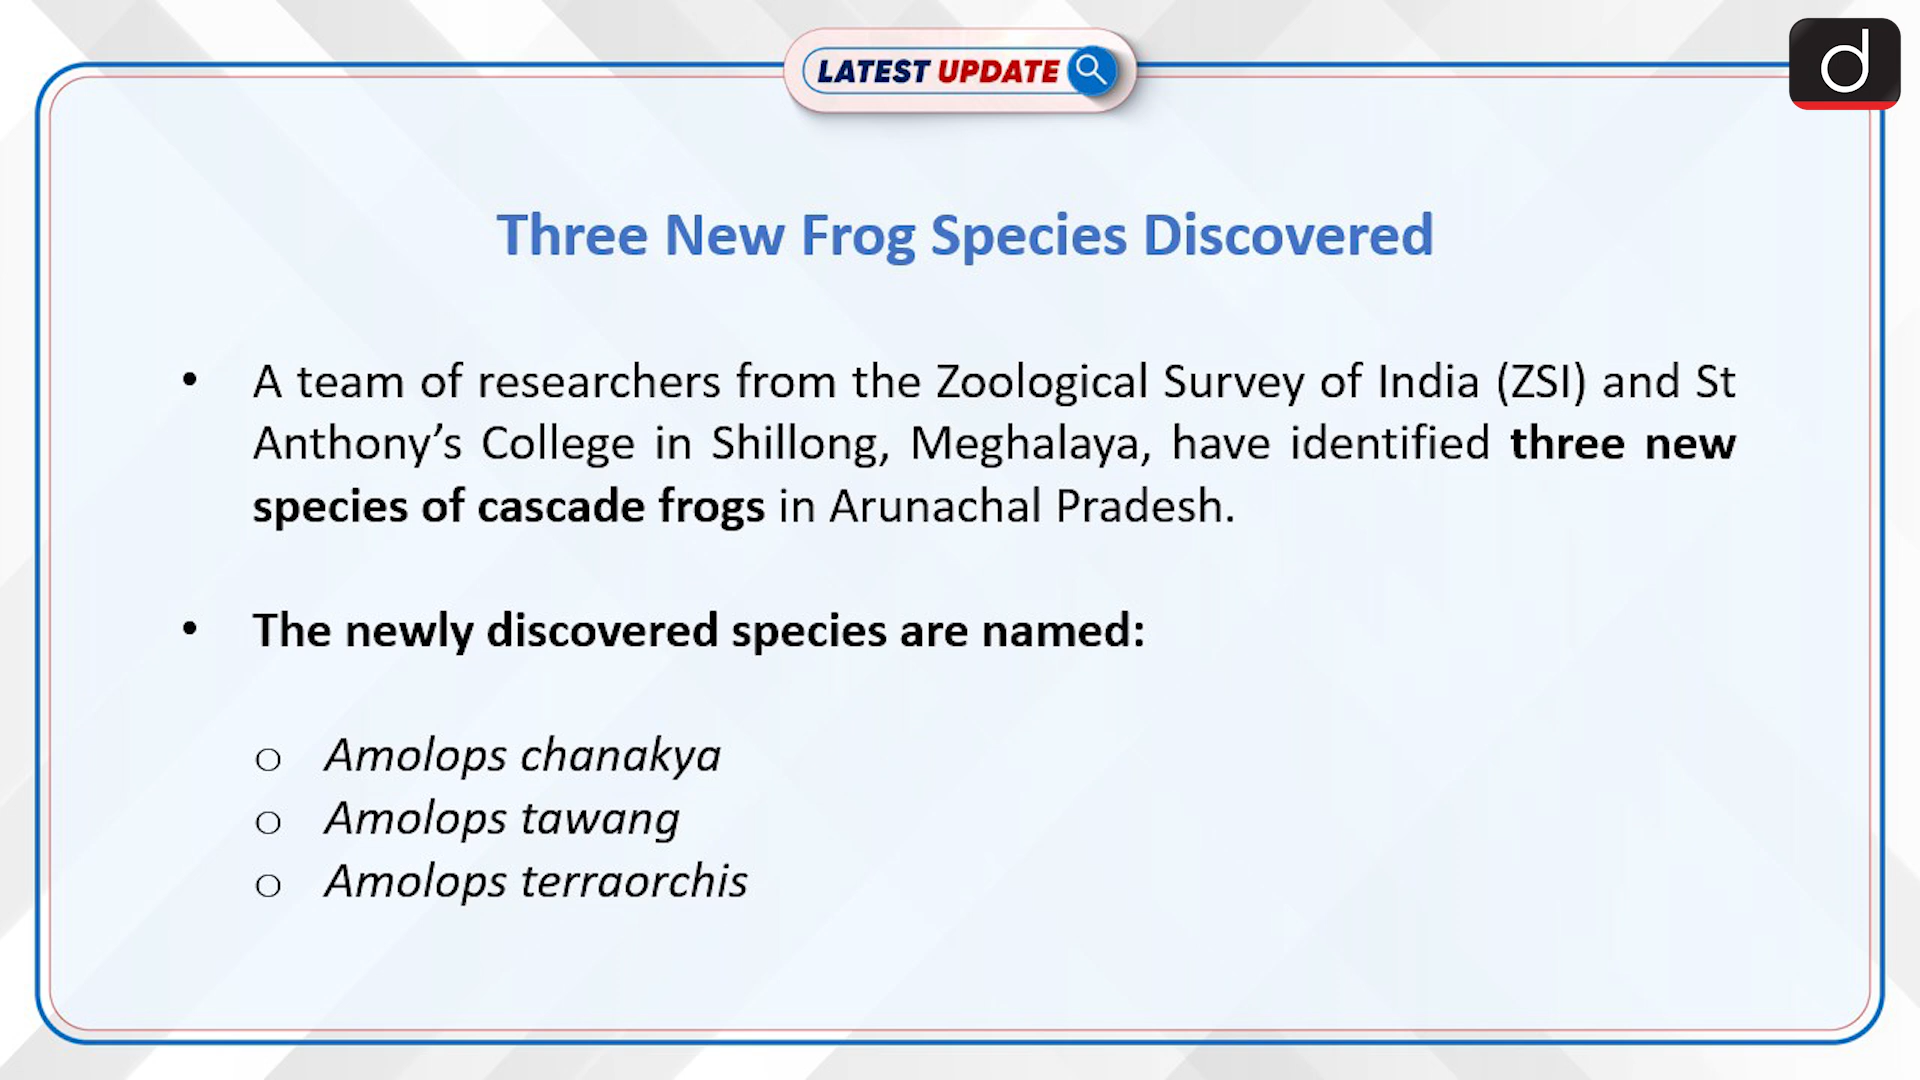 LATEST UPDATE
d
Three New Frog Species Discovered
• A team of researchers from the Zoological Survey of India (ZSI) and St
Anthony’s College in Shillong, Meghalaya, have identified three new
species of cascade frogs in Arunachal Pradesh.
• The newly discovered species are named:
o Amolops chanakya
o Amolops tawang
o Amolops terraorchis